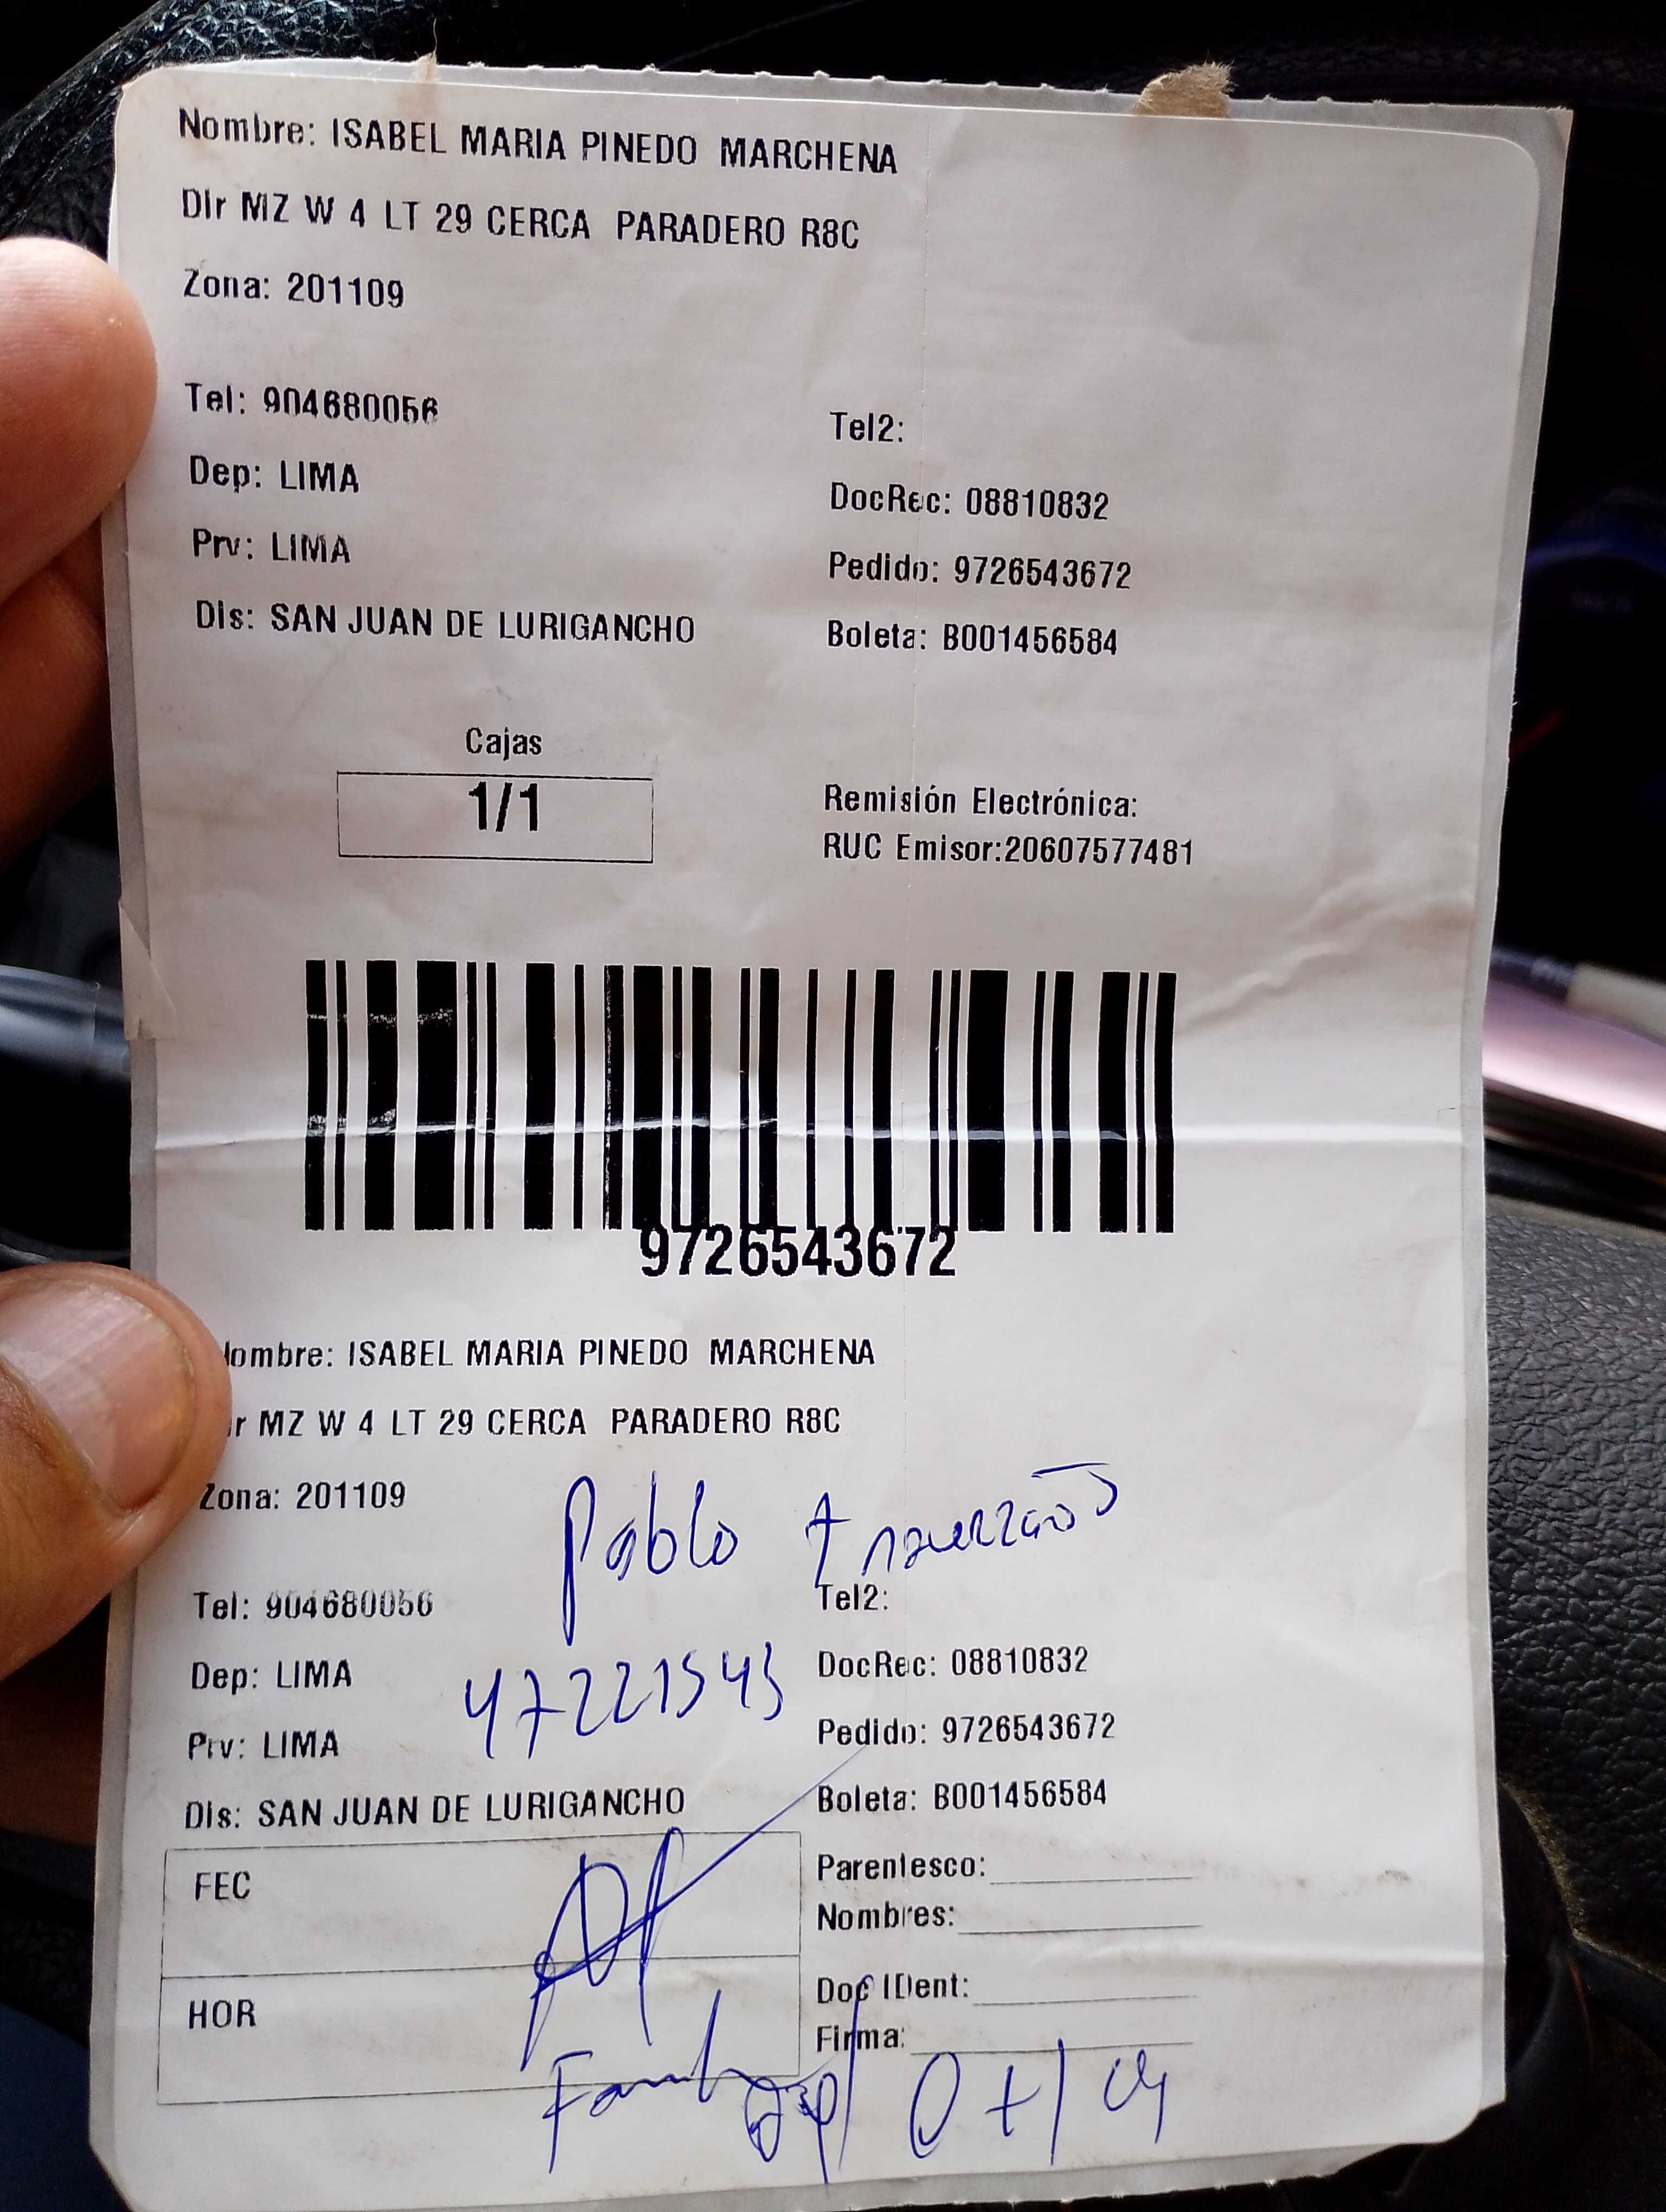 Nombre: ISABEL MARIA PINEDO MARCHENA
Dir MZ W 4 LT 29 CERCA PARADERO R8C
Zona: 201109
Tel: 904680056
Tel2:
Dep: LIMA
DocRec: 08810832
Prv: LIMA
Pedido: 9726543672
Dis: SAN JUAN DE LURIGANCHO
Boleta: B001456584
Cajas
1/1
Remisión Electrónica:
RUC Emisor:20607577481
9726543672
ombre: ISABEL MARIA PINEDO MARCHENA
r MZ W 4 LT 29 CERCA PARADERO R8C
Zona: 201109
Pablo
Tel: 904680056
Tel2:
Dep: LIMA
47221543
DocRec: 08810832
Prv: LIMA
Pedido: 9726543672
Dis: SAN JUAN DE LURIGANCHO
Boleta: B001456584
FEC
Parentesco:
Nombres:
HOR
Doc IDent:
Firma: